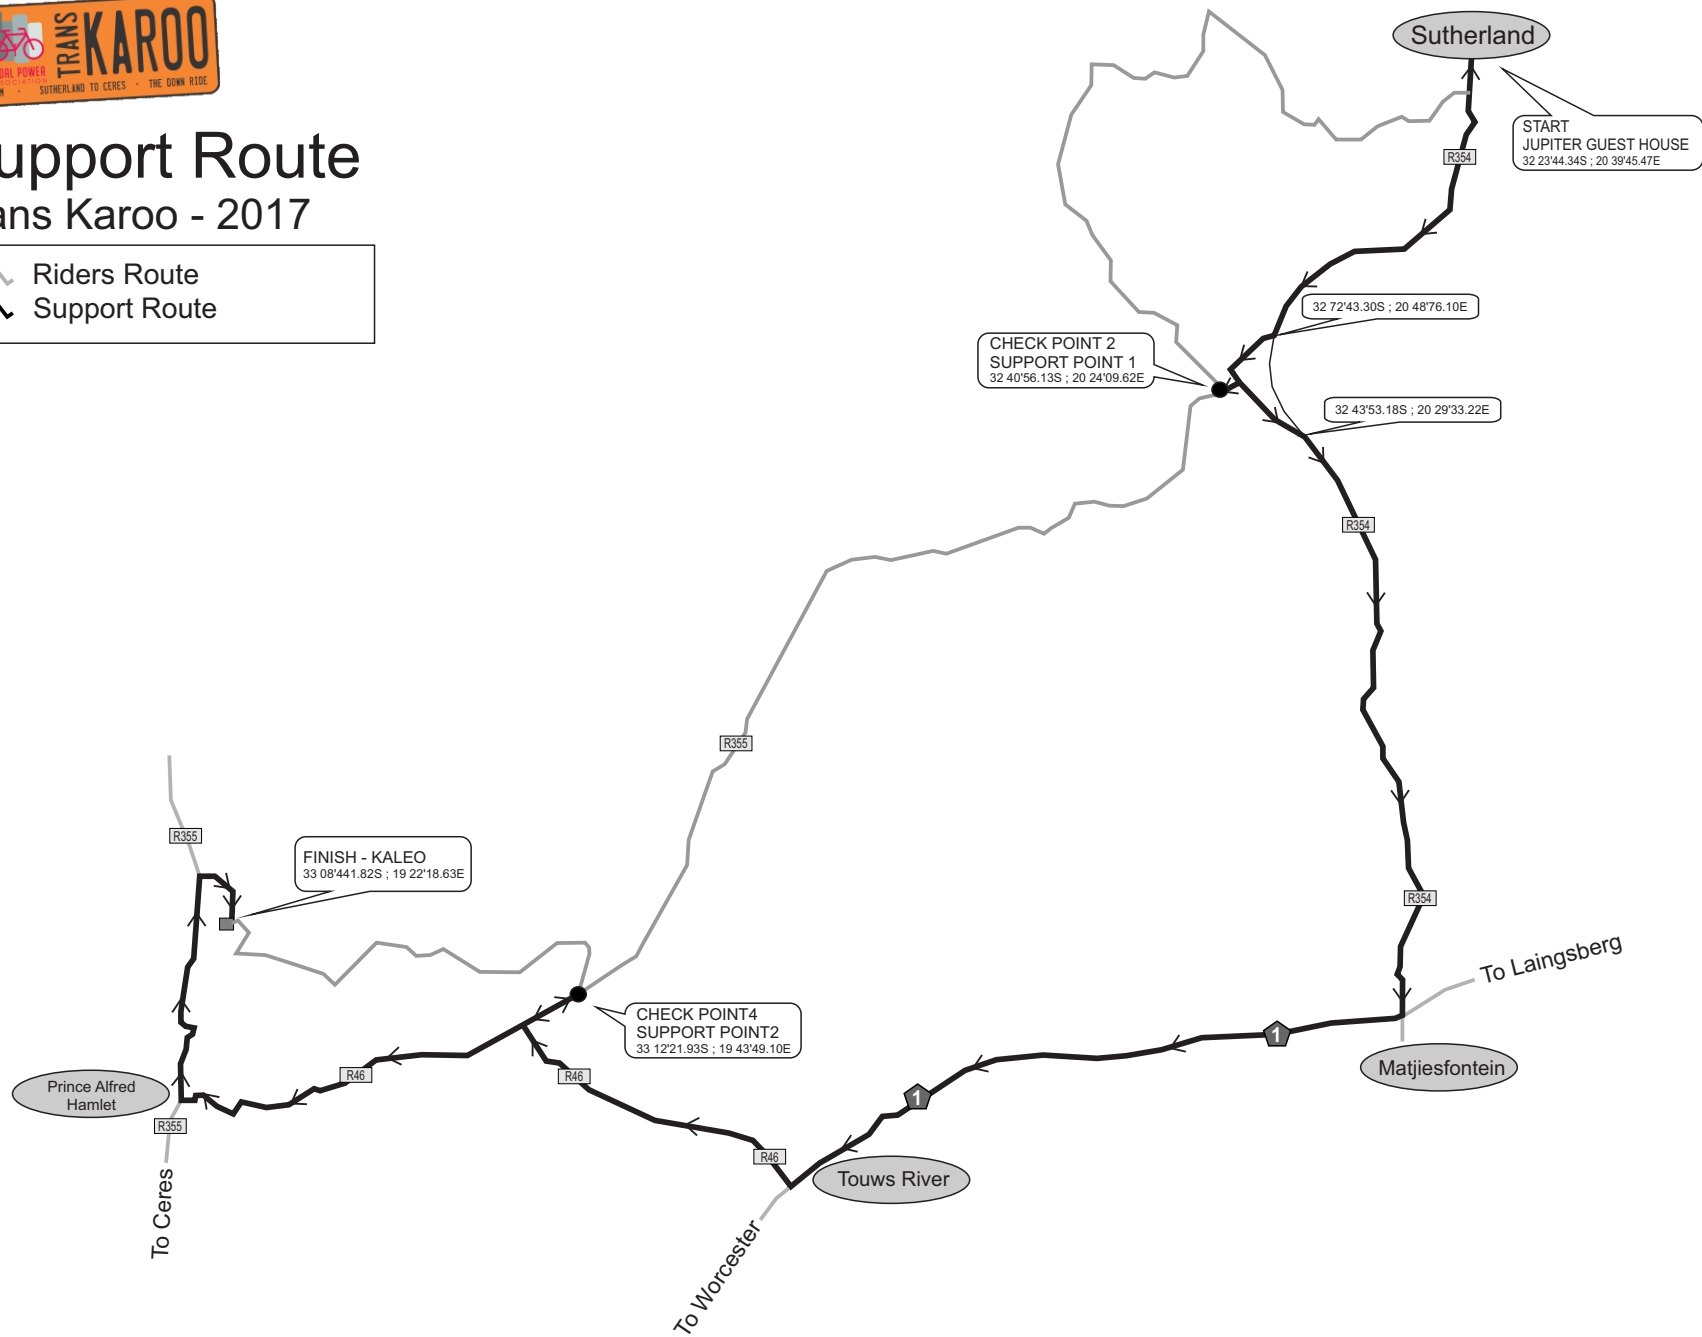 TRANS
KAROO
SUTHERLAND TO CERES - THE DOWN RIDE
upport Route
ans Karoo - 2017
Riders Route
Support Route
Sutherland
START
JUPITER GUEST HOUSE
32 23'44.34S ; 20 39'45.47E
R354
32 72'43.30S ; 20 48'76.10E
CHECK POINT 2
SUPPORT POINT 1
32 40'56.13S ; 20 24'09.62E
32 43'53.18S ; 20 29'33.22E
R354
R355
R355
FINISH - KALEO
33 08'441.82S ; 19 22'18.63E
R354
To Laingsberg
CHECK POINT4
SUPPORT POINT2
33 12'21.93S ; 19 43'49.10E
1
Matjiesfontein
R46
R46
Prince Alfred
Hamlet
1
R355
R46
Touws River
To Ceres
To Worcester